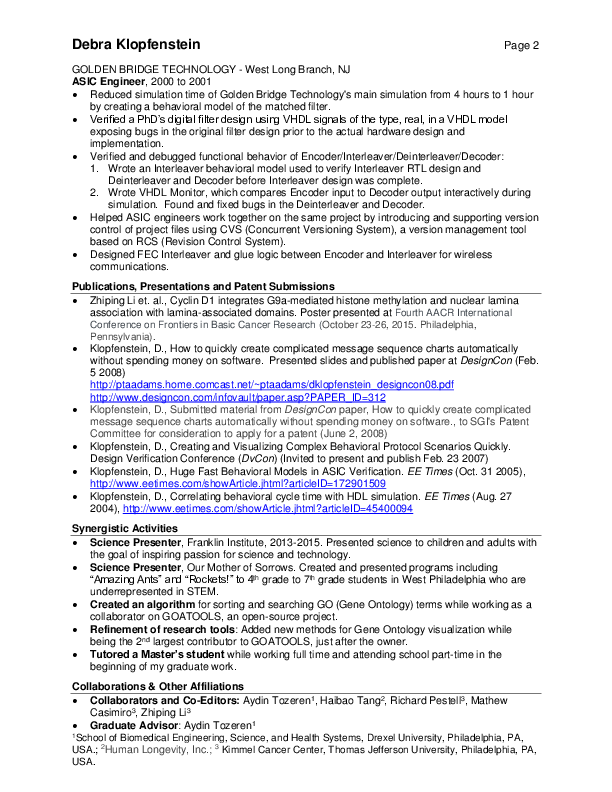 Debra Klopfenstein Page 2
GOLDEN BRIDGE TECHNOLOGY - West Long Branch, NJ
ASIC Engineer, 2000 to 2001
• Reduced simulation time of Golden Bridge Technology's main simulation from 4 hours to 1 hour
by creating a behavioral model of the matched filter.
• Verified a PhD's digital filter design using VHDL signals of the type, real, in a VHDL model
exposing bugs in the original filter design prior to the actual hardware design and
implementation.
• Verified and debugged functional behavior of Encoder/Interleaver/Deinterleaver/Decoder:
1. Wrote an Interleaver behavioral model used to verify Interleaver RTL design and
Deinterleaver and Decoder before Interleaver design was complete.
2. Wrote VHDL Monitor, which compares Encoder input to Decoder output interactively during
simulation. Found and fixed bugs in the Deinterleaver and Decoder.
• Helped ASIC engineers work together on the same project by introducing and supporting version
control of project files using CVS (Concurrent Versioning System), a version management tool
based on RCS (Revision Control System).
• Designed FEC Interleaver and glue logic between Encoder and Interleaver for wireless
communications.
Publications, Presentations and Patent Submissions
• Zhiping Li et. al., Cyclin D1 integrates G9a-mediated histone methylation and nuclear lamina
association with lamina-associated domains. Poster presented at Fourth AACR International
Conference on Frontiers in Basic Cancer Research (October 23-26, 2015. Philadelphia,
Pennsylvania).
• Klopfenstein, D., How to quickly create complicated message sequence charts automatically
without spending money on software. Presented slides and published paper at DesignCon (Feb.
5 2008)
http://ptaadams.home.comcast.net/~ptaadams/dklopfenstein_designcon08.pdf
http://www.designcon.com/infovault/paper.asp?PAPER_ID=312
• Klopfenstein, D., Submitted material from DesignCon paper, How to quickly create complicated
message sequence charts automatically without spending money on software., to SGI's Patent
Committee for consideration to apply for a patent (June 2, 2008)
• Klopfenstein, D., Creating and Visualizing Complex Behavioral Protocol Scenarios Quickly.
Design Verification Conference (DvCon) (Invited to present and publish Feb. 23 2007)
• Klopfenstein, D., Huge Fast Behavioral Models in ASIC Verification. EE Times (Oct. 31 2005),
http://www.eetimes.com/showArticle.jhtml?articleID=172901509
• Klopfenstein, D., Correlating behavioral cycle time with HDL simulation. EE Times (Aug. 27
2004), http://www.eetimes.com/showArticle.jhtml?articleID=45400094
Synergistic Activities
• Science Presenter, Franklin Institute, 2013-2015. Presented science to children and adults with
the goal of inspiring passion for science and technology.
• Science Presenter, Our Mother of Sorrows. Created and presented programs including
“Amazing Ants” and “Rockets!” to 4th grade to 7th grade students in West Philadelphia who are
underrepresented in STEM.
• Created an algorithm for sorting and searching GO (Gene Ontology) terms while working as a
collaborator on GOATOOLS, an open-source project.
• Refinement of research tools: Added new methods for Gene Ontology visualization while
being the 2nd largest contributor to GOATOOLS, just after the owner.
• Tutored a Master's student while working full time and attending school part-time in the
beginning of my graduate work.
Collaborations & Other Affiliations
• Collaborators and Co-Editors: Aydin Tozeren¹, Haibao Tang², Richard Pestell³, Mathew
Casimiro³, Zhiping Li³
• Graduate Advisor: Aydin Tozeren¹
¹School of Biomedical Engineering, Science, and Health Systems, Drexel University, Philadelphia, PA,
USA.; ²Human Longevity, Inc.; ³ Kimmel Cancer Center, Thomas Jefferson University, Philadelphia, PA,
USA.